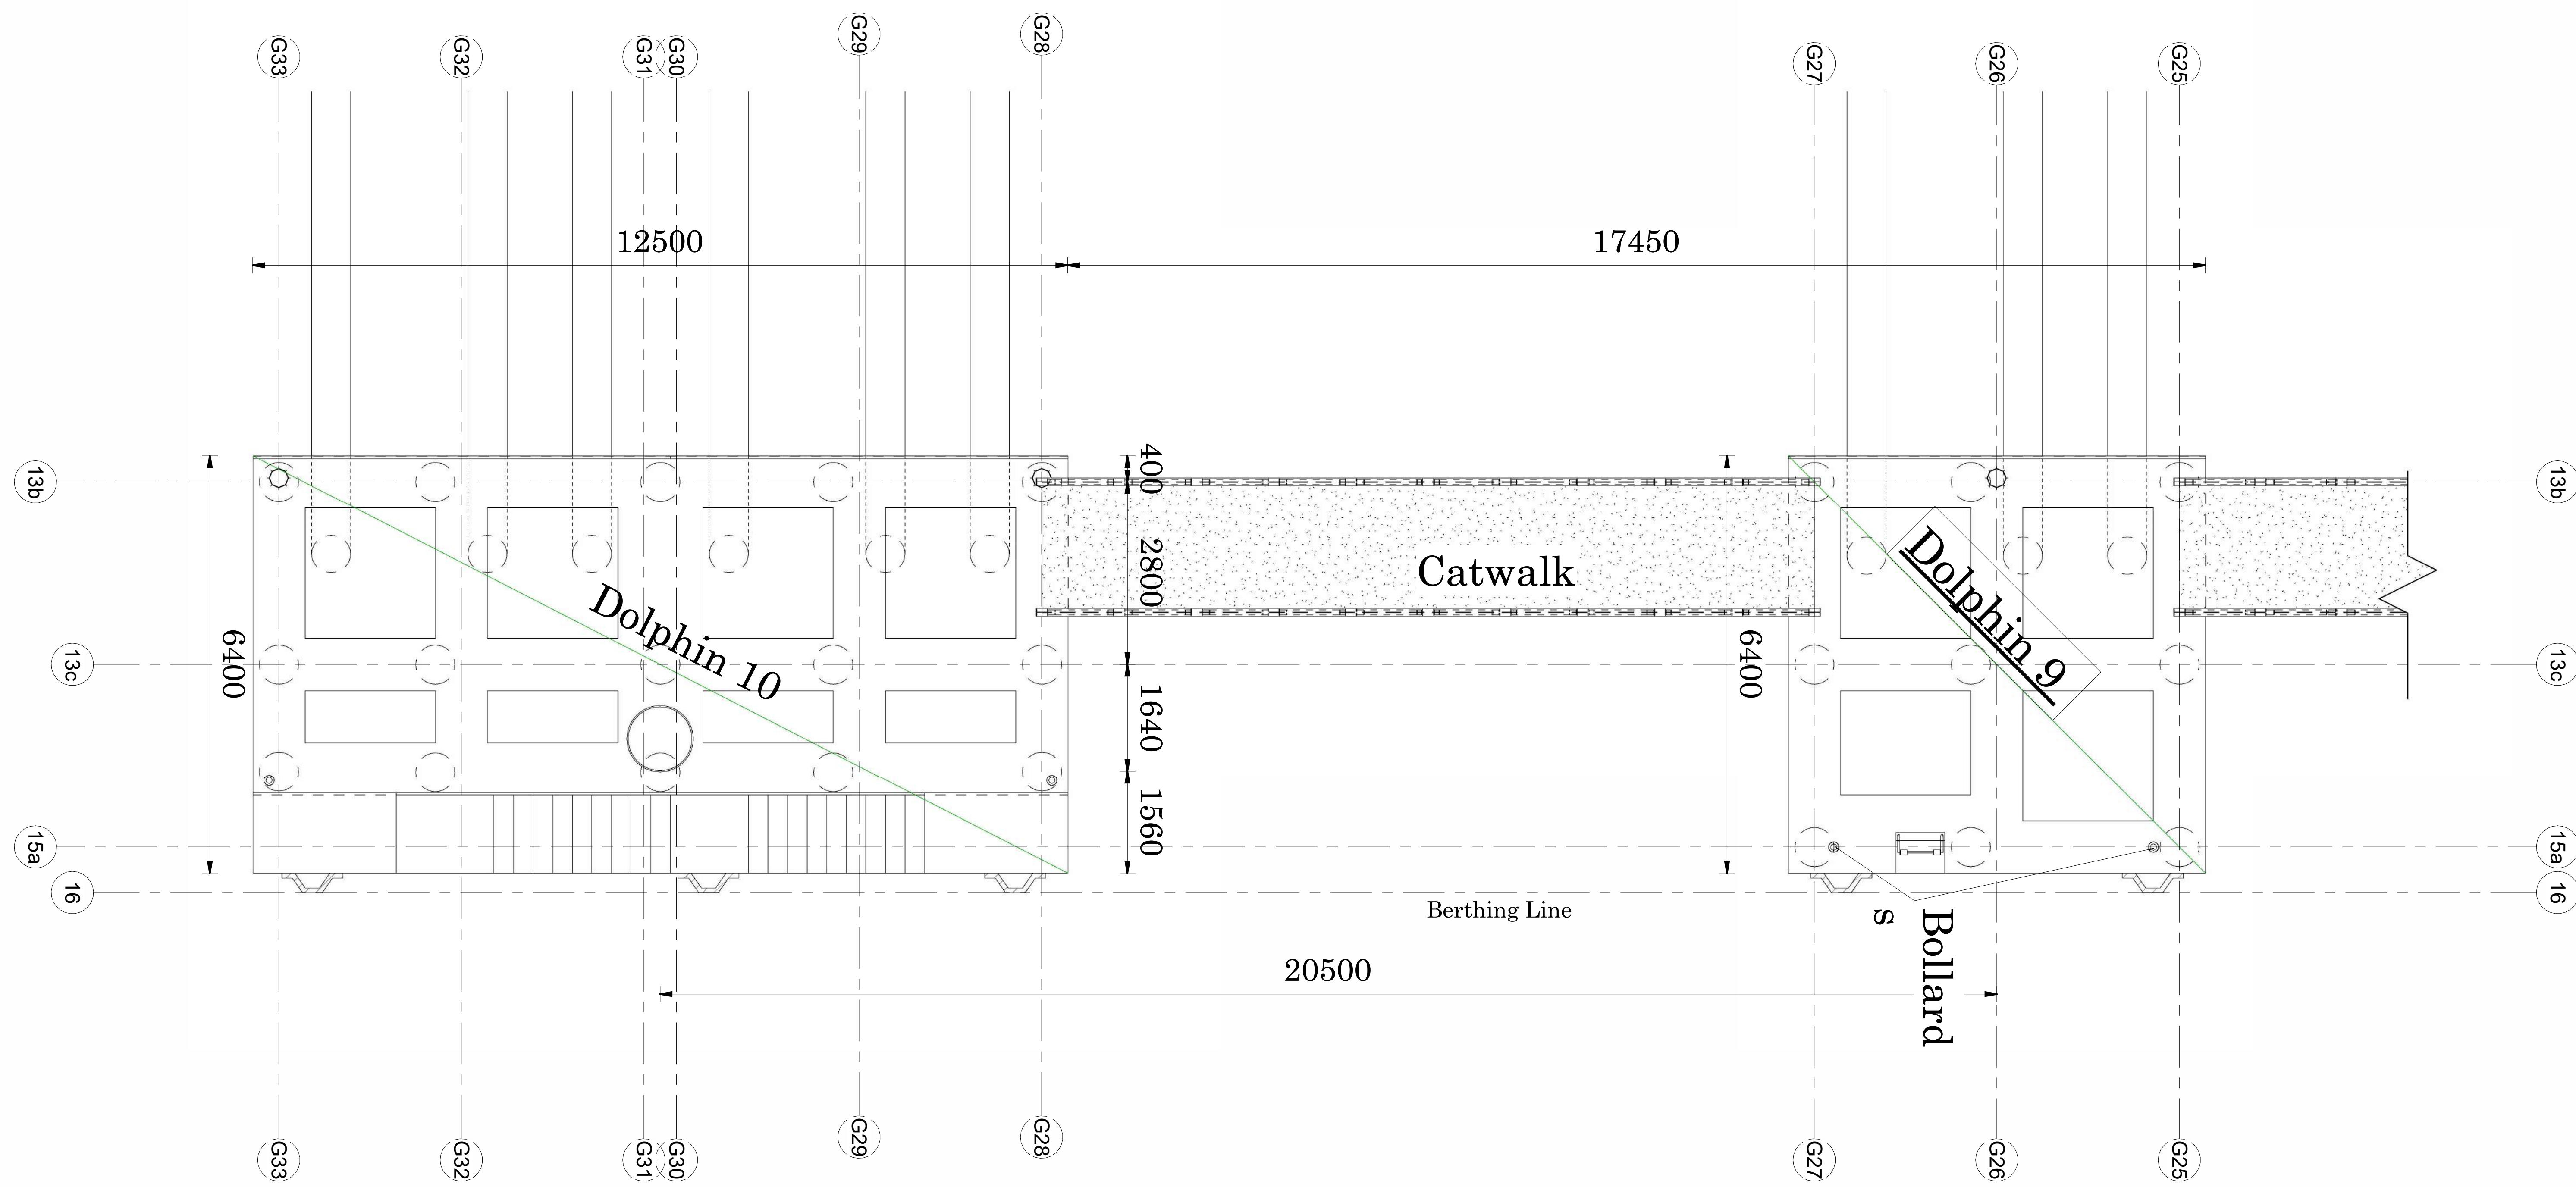 G33
G32
G31
G30
G29
G28
G27
G26
G25
12500
17450
400
13b
13b
2800
Catwalk
Dolphin 10
Dolphin 9
6400
6400
13c
13c
1640
1560
15a
15a
16
16
Berthing Line
Bollard
s
20500
G33
G32
G31
G30
G29
G28
G27
G26
G25